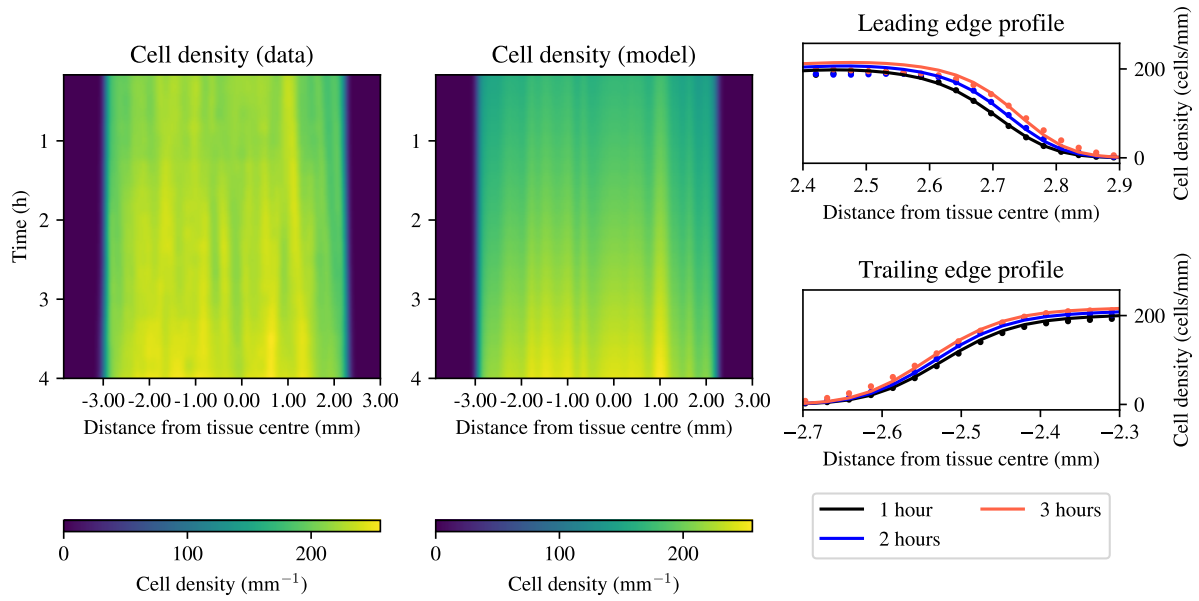 Cell density (data)
Time (h)
1
2
3
4
-3.00
-2.00
-1.00
0.00
1.00
2.00
3.00
Distance from tissue centre (mm)
0
100
200
Cell density (mm⁻¹)
Cell density (model)
1
2
3
4
-3.00
-2.00
-1.00
0.00
1.00
2.00
3.00
Distance from tissue centre (mm)
0
100
200
Cell density (mm⁻¹)
Leading edge profile
200
0
Cell density (cells/mm)
2.4
2.5
2.6
2.7
2.8
2.9
Distance from tissue centre (mm)
Trailing edge profile
200
0
Cell density (cells/mm)
−2.7
−2.6
−2.5
−2.4
−2.3
Distance from tissue centre (mm)
1 hour
2 hours
3 hours